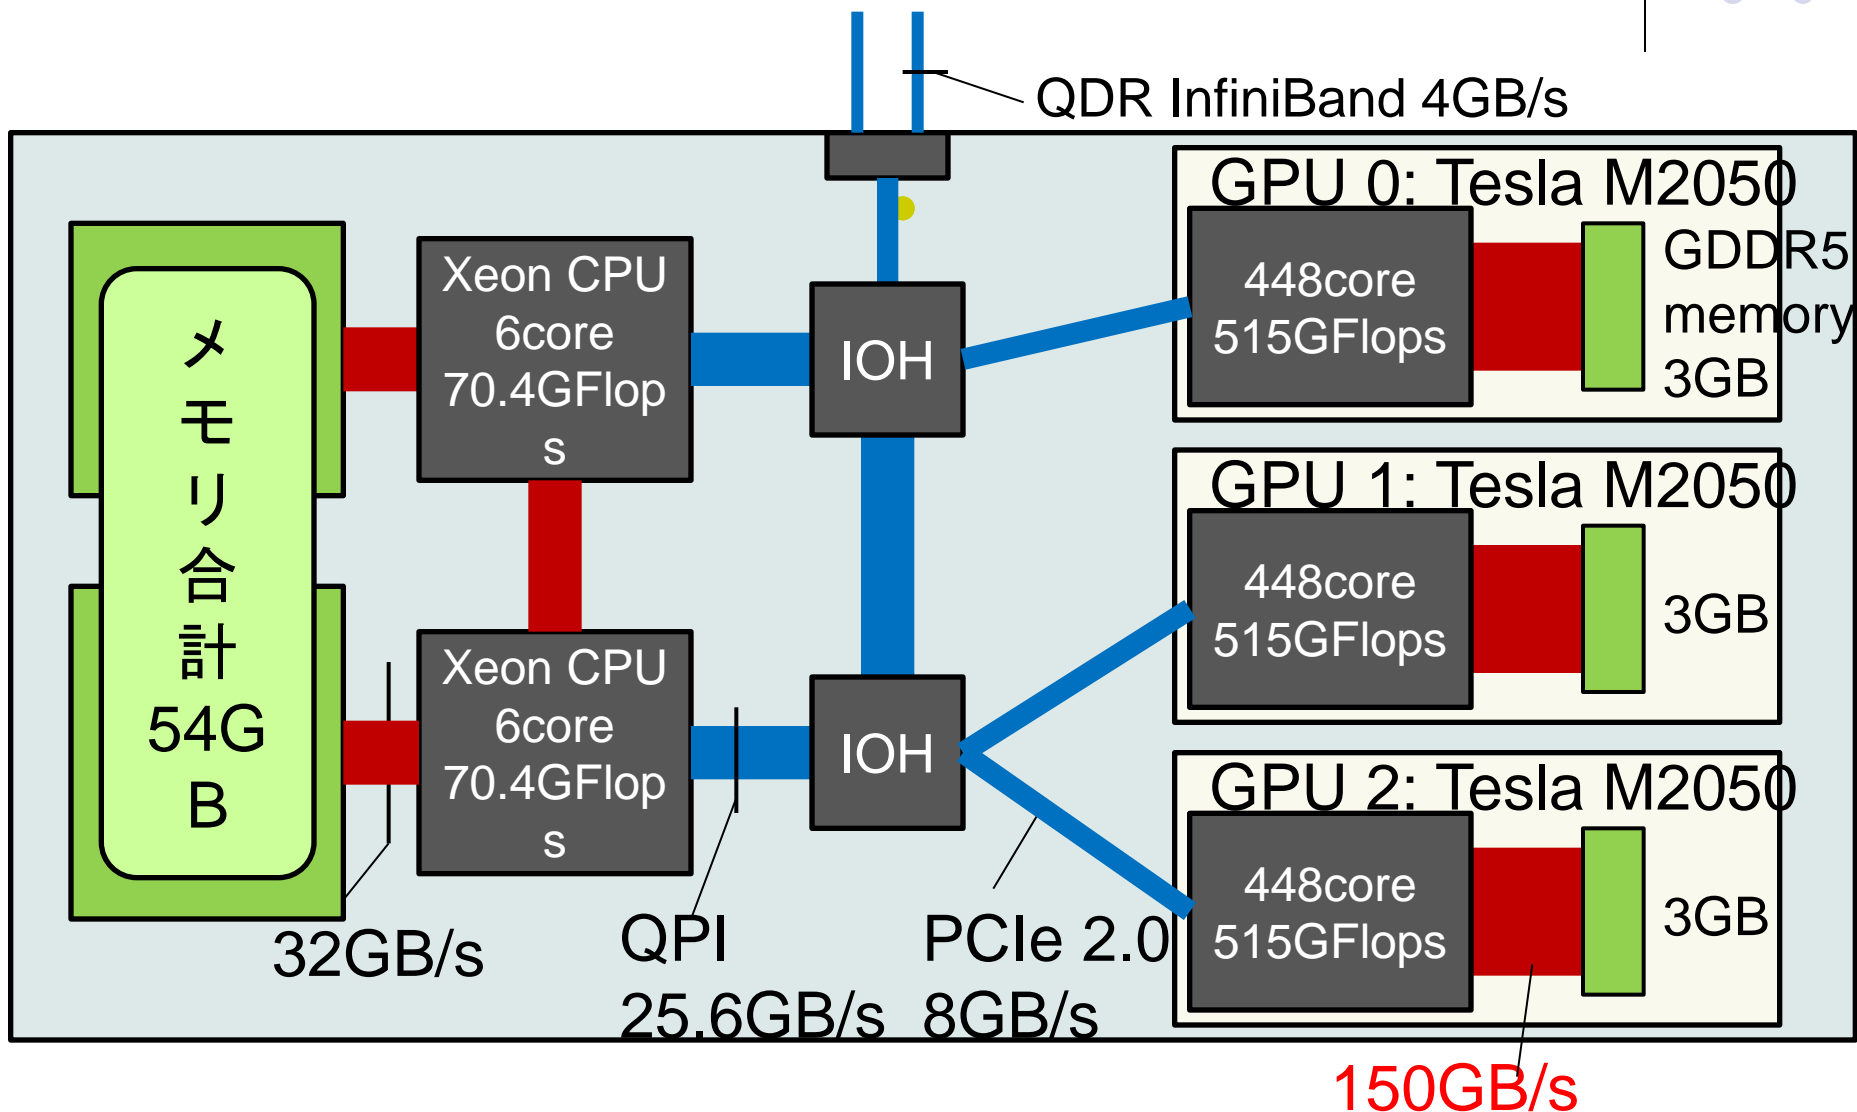 QDR InfiniBand 4GB/s
メ
モ
リ
合
計
54G
B
Xeon CPU
6core
70.4GFlop
s
IOH
GPU 0: Tesla M2050
448core
515GFlops
GDDR5
memory
3GB
GPU 1: Tesla M2050
448core
515GFlops
3GB
Xeon CPU
6core
70.4GFlop
s
IOH
GPU 2: Tesla M2050
448core
515GFlops
3GB
32GB/s
QPI
25.6GB/s
PCIe 2.0
8GB/s
150GB/s